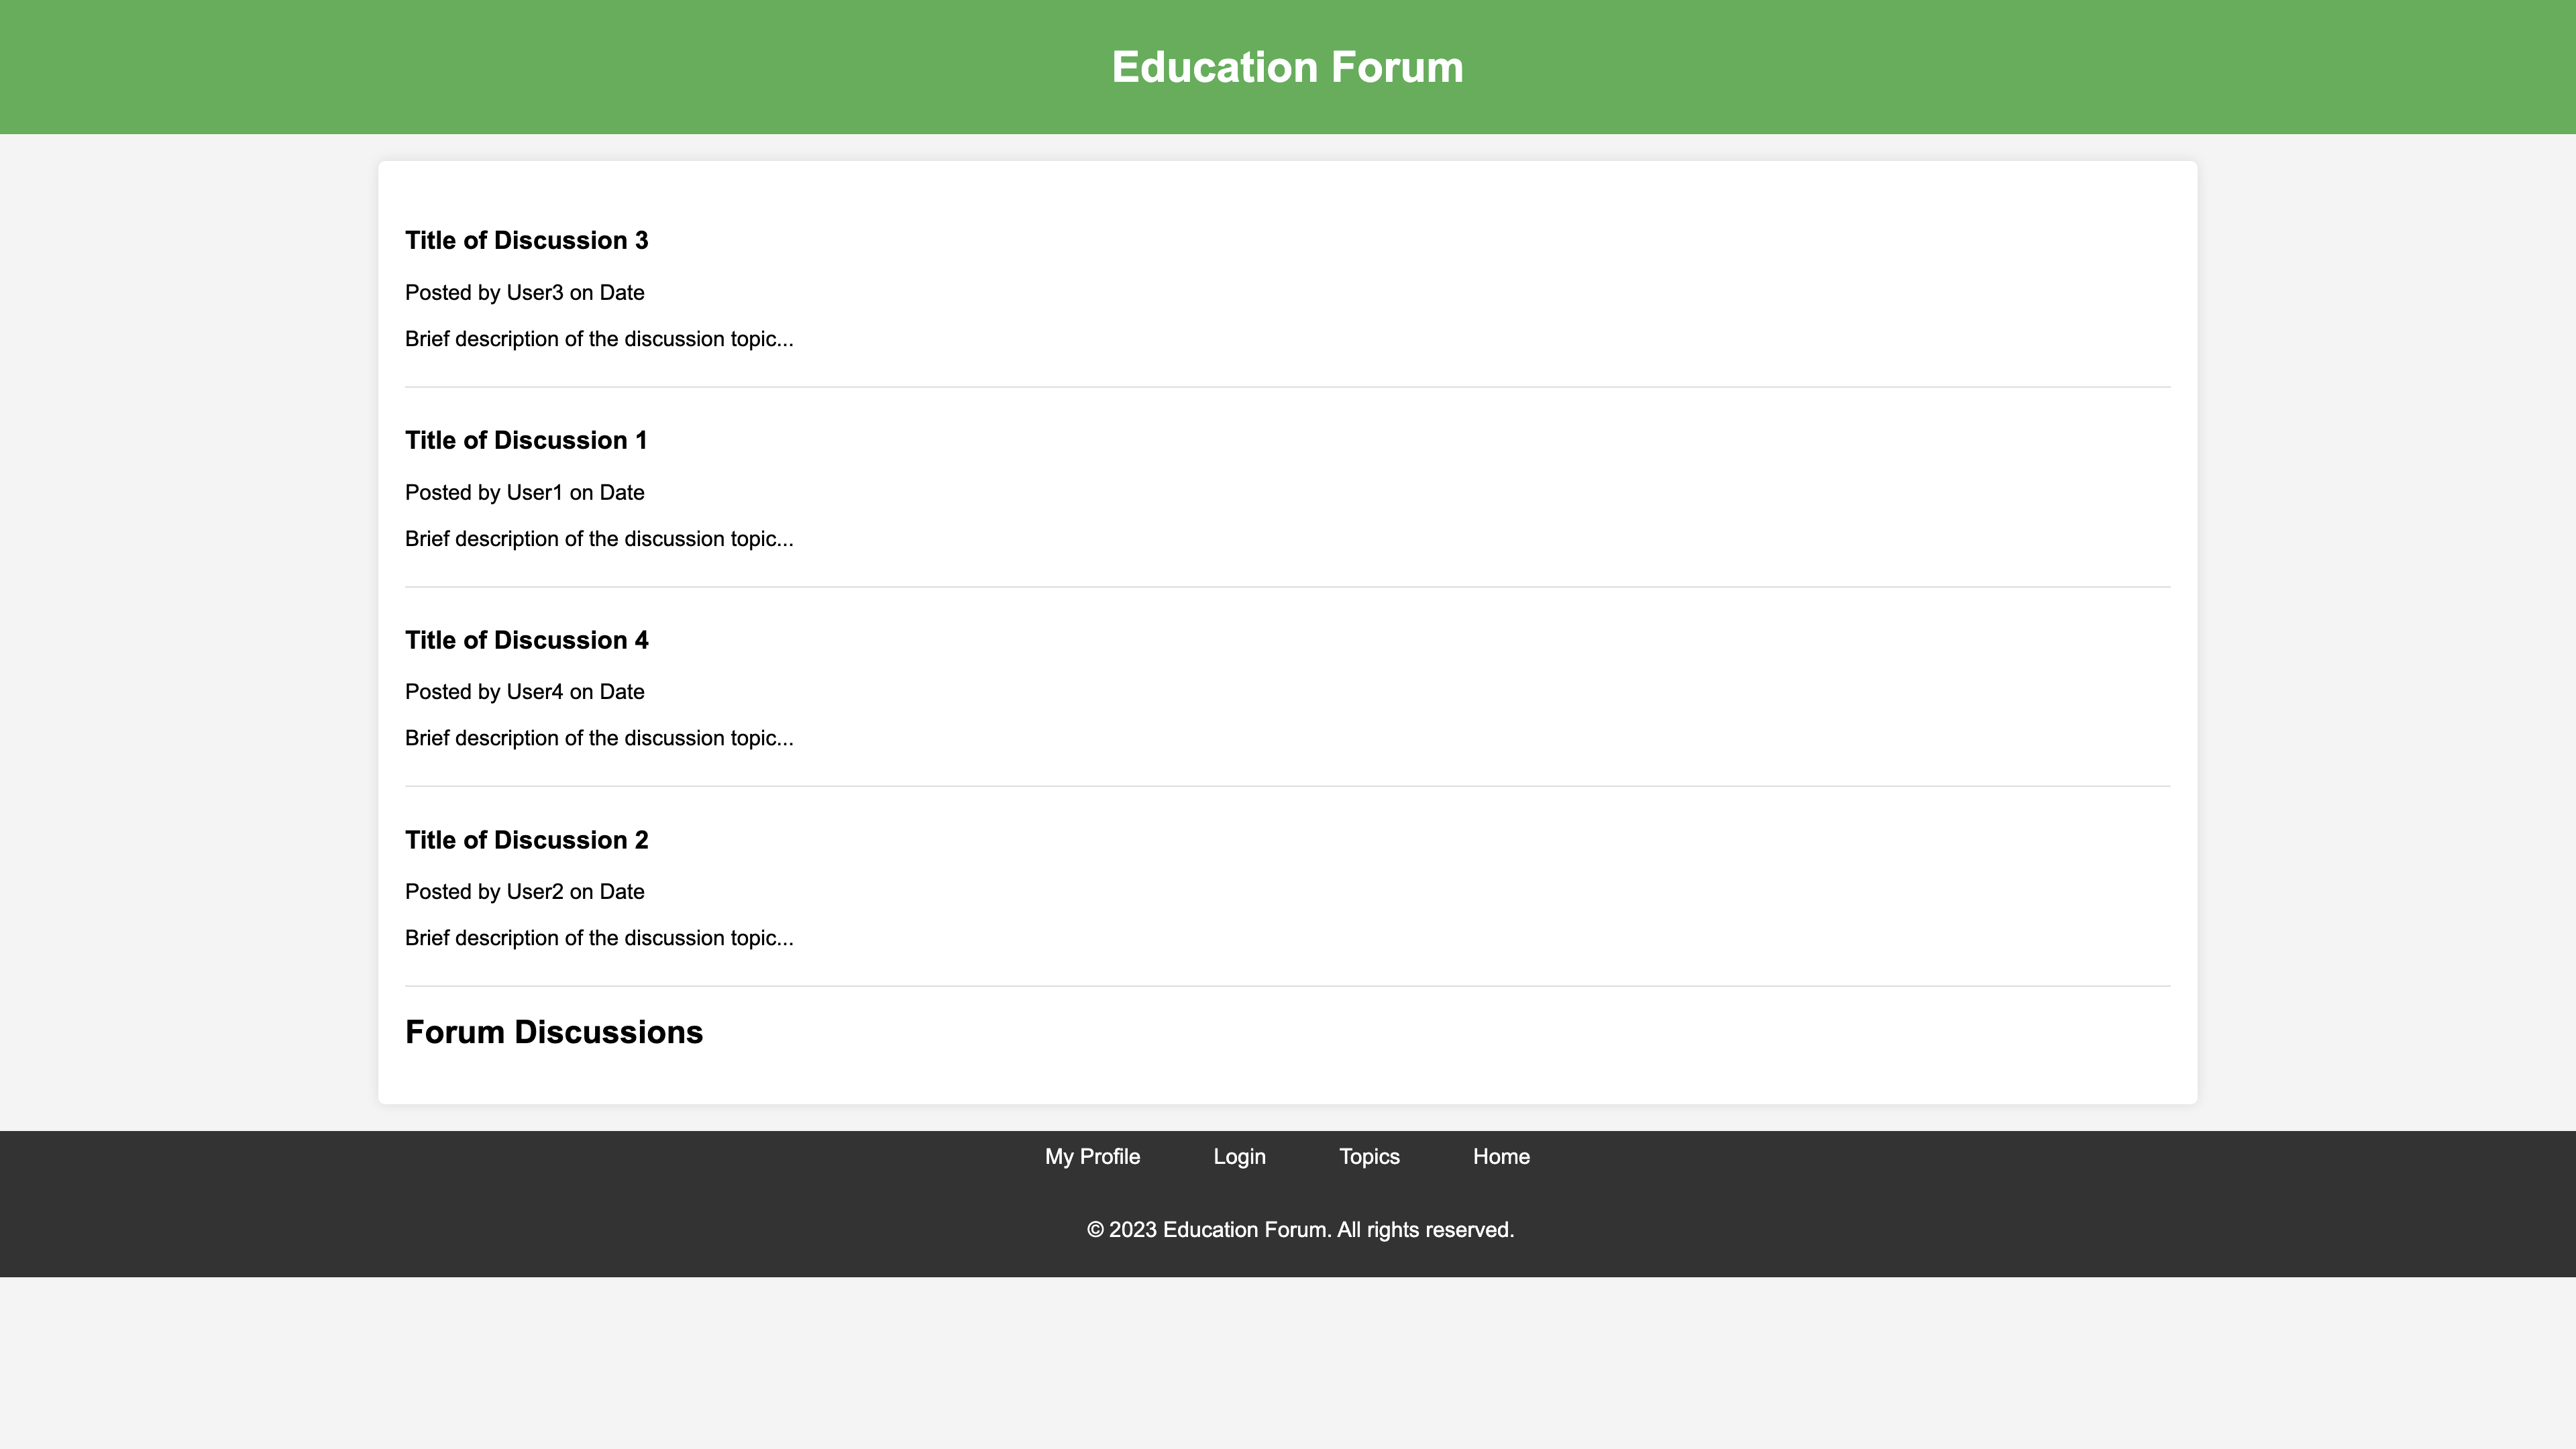 Education Forum
Title of Discussion 3
Posted by User3 on Date
Brief description of the discussion topic...
Title of Discussion 1
Posted by User1 on Date
Brief description of the discussion topic...
Title of Discussion 4
Posted by User4 on Date
Brief description of the discussion topic...
Title of Discussion 2
Posted by User2 on Date
Brief description of the discussion topic...
Forum Discussions
My Profile Login Topics Home
© 2023 Education Forum. All rights reserved.